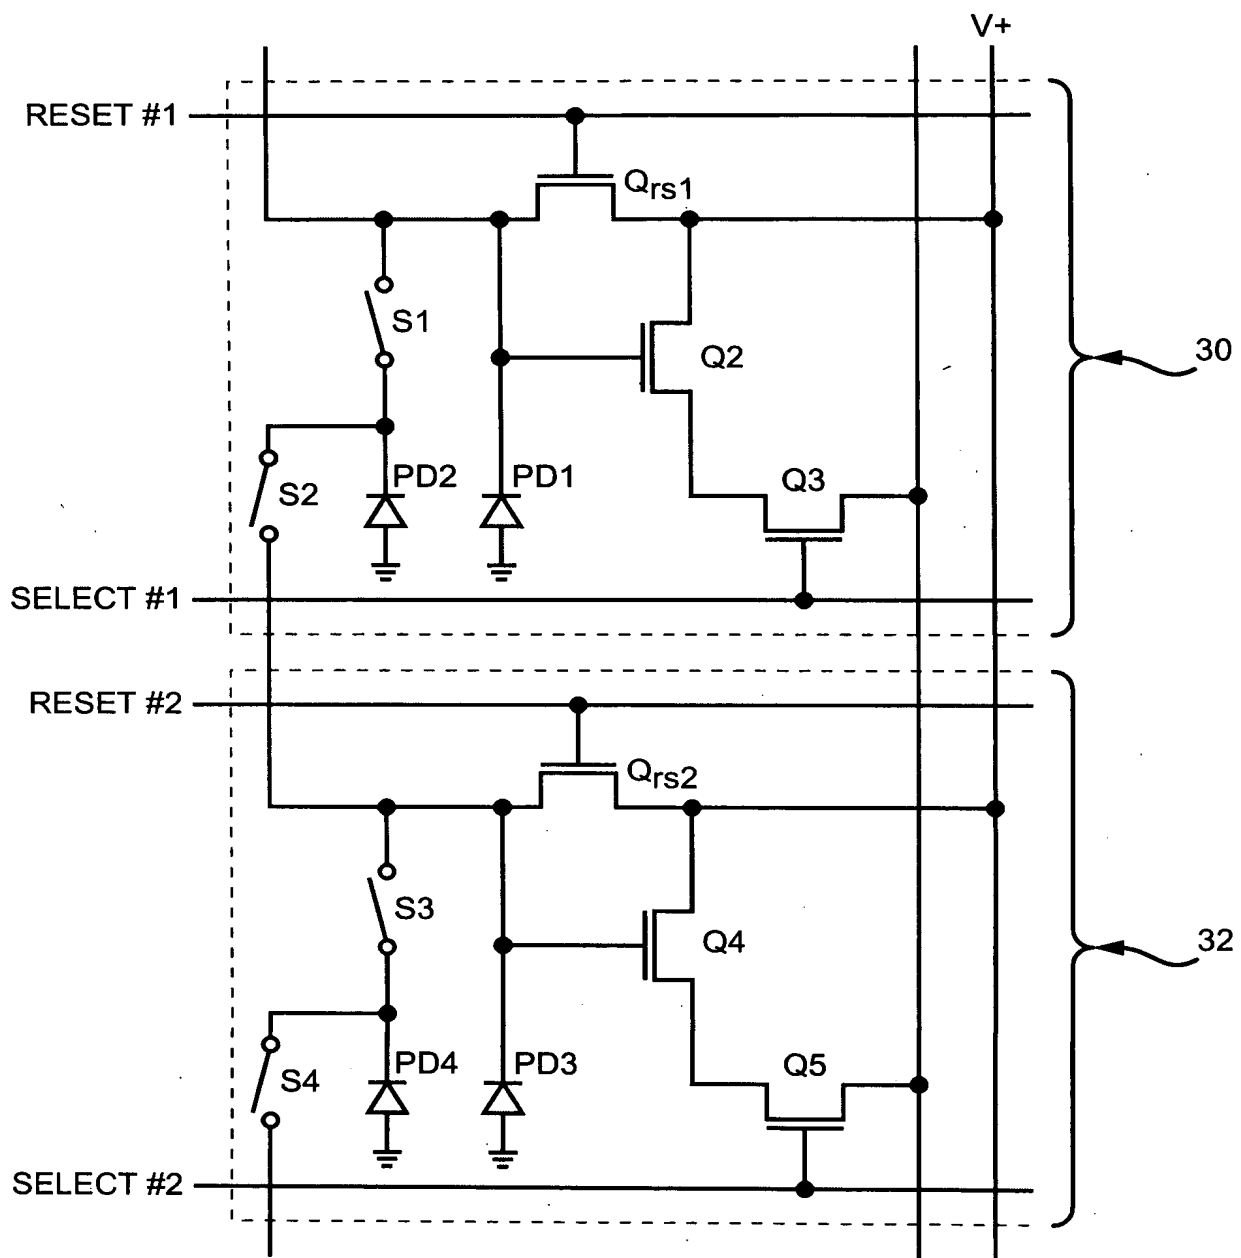 V+
RESET #1
Qrs1
S1
Q2
30
PD2
PD1
Q3
S2
SELECT #1
RESET #2
Qrs2
S3
Q4
32
PD4
PD3
Q5
S4
SELECT #2